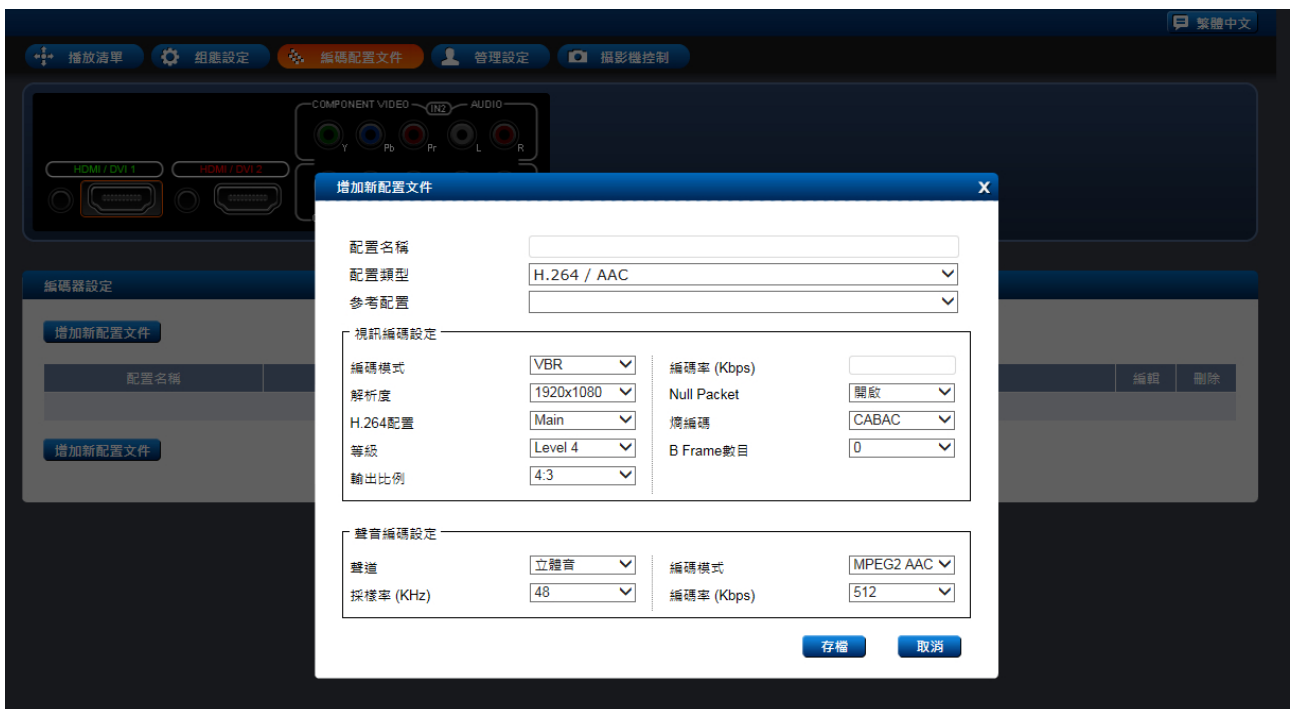 繁體中文
播放清單 組態設定 編碼配置文件 管理設定 攝影機控制
COMPONENT VIDEO IN2 AUDIO
Y Pb Pr L R
HDMI / DVI 1 HDMI / DVI 2
增加新配置文件 X
配置名稱
配置類型 H.264 / AAC
參考配置
編碼器設定
增加新配置文件
視訊編碼設定
編碼模式 VBR 編碼率 (Kbps)
解析度 1920x1080 Null Packet 開啟
配置名稱 編輯 刪除
H.264配置 Main 熵編碼 CABAC
等級 Level 4 B Frame數目 0
增加新配置文件
輸出比例 4:3
聲音編碼設定
聲道 立體音 編碼模式 MPEG2 AAC
採樣率 (KHz) 48 編碼率 (Kbps) 512
存檔 取消